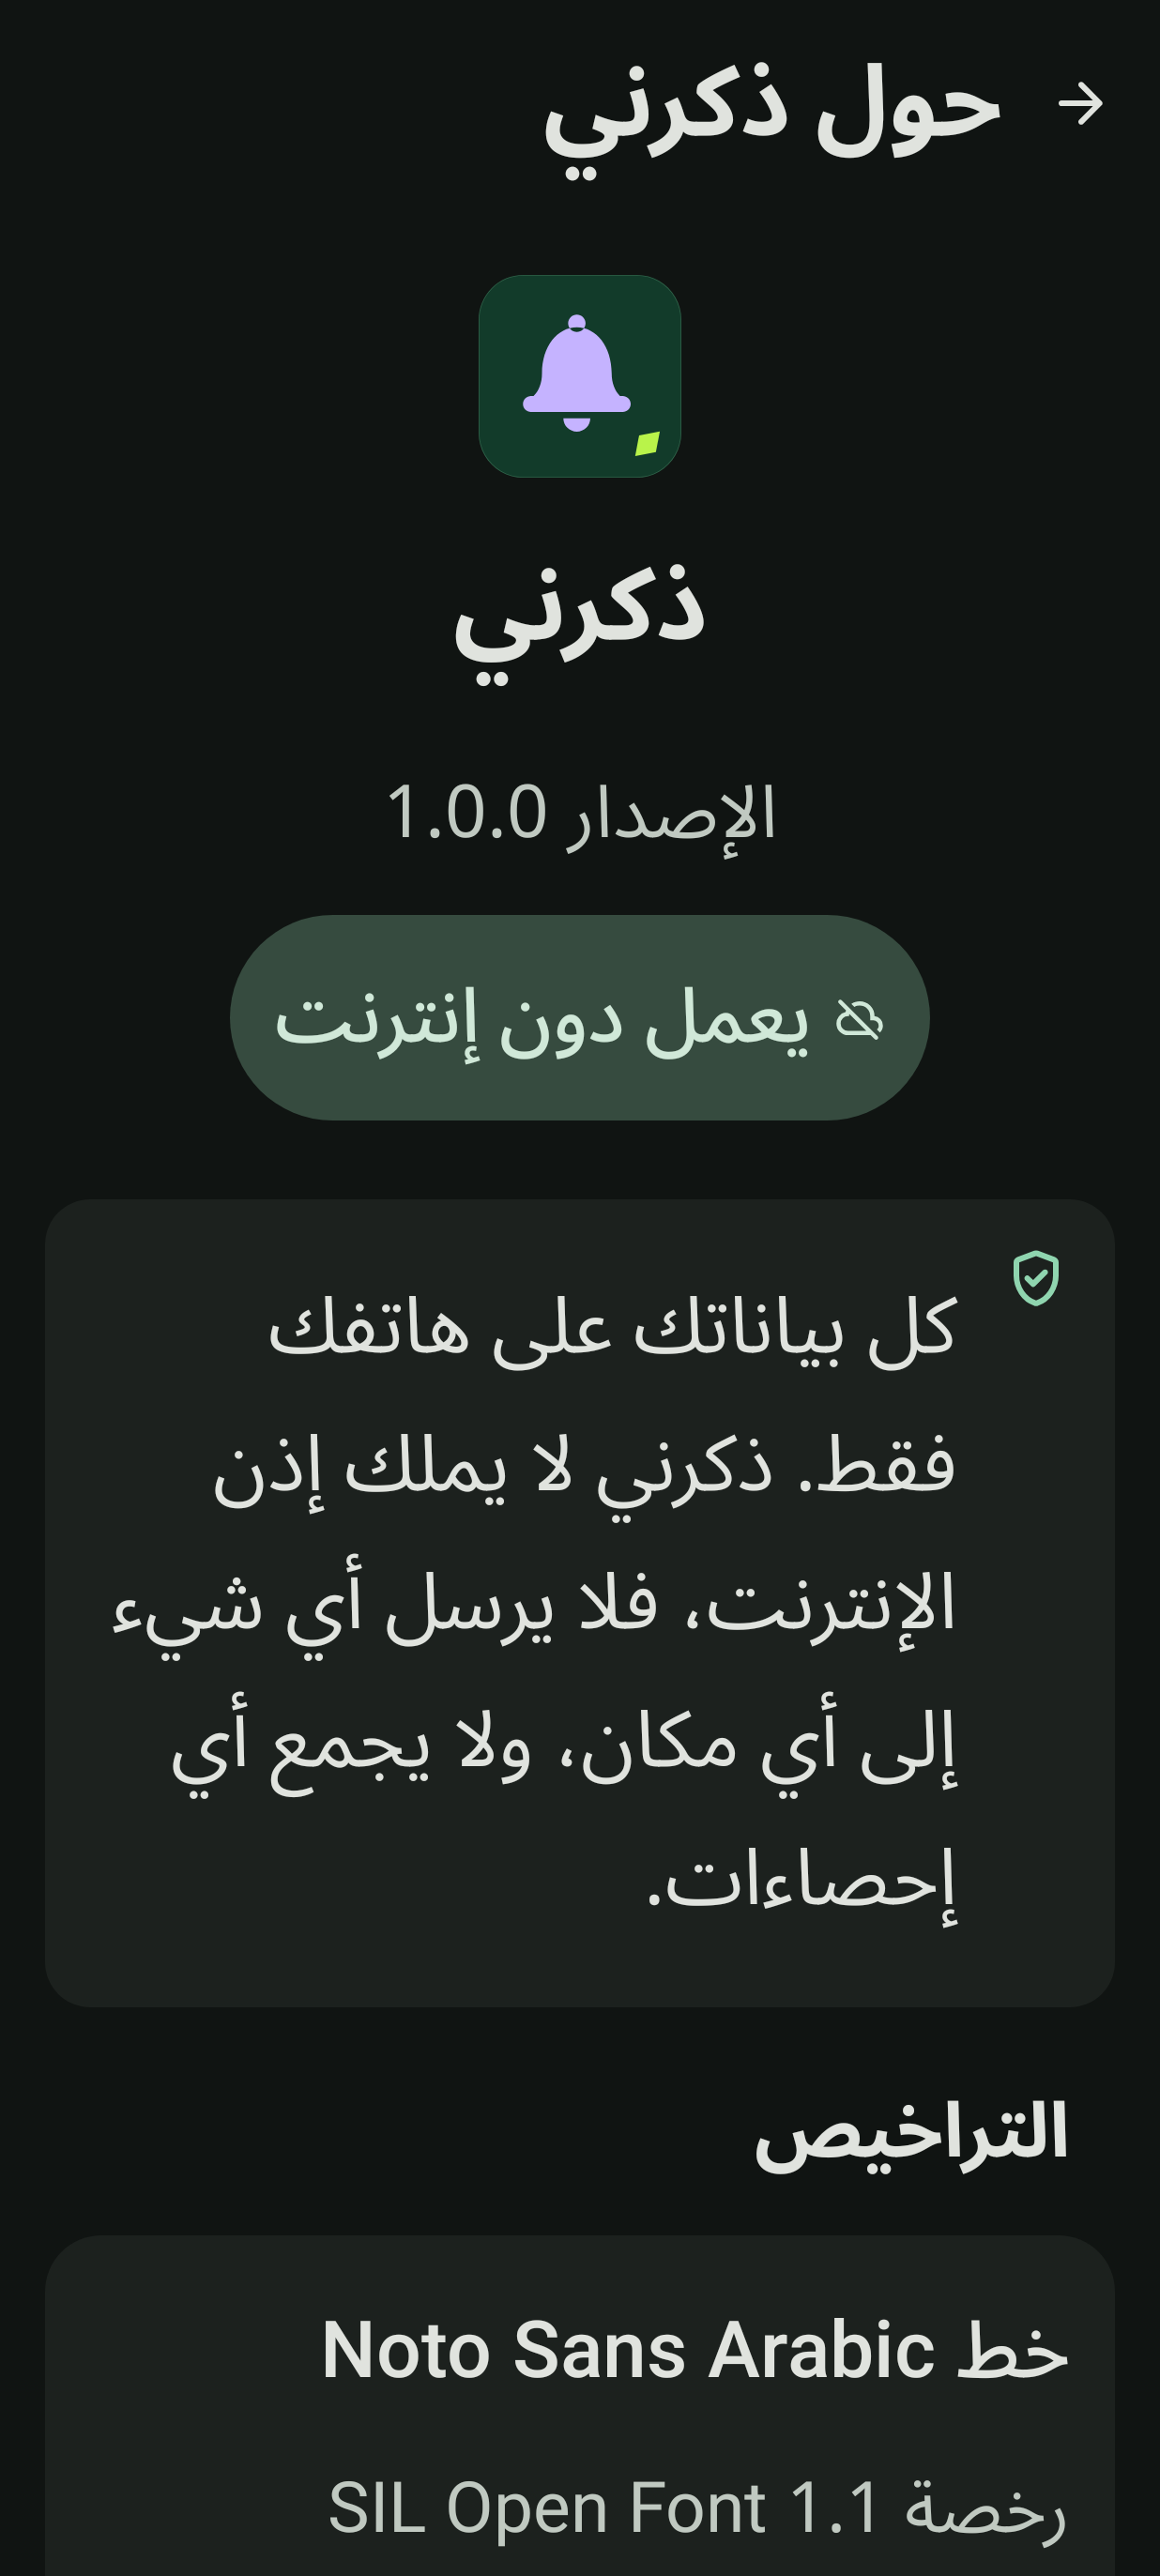 حول ذكرني
ذكرني
الإصدار 1.0.0
يعمل دون إنترنت
كل بياناتك على هاتفك
فقط. ذكرني لا يملك إذن
الإنترنت، فلا يرسل أي شيء
إلى أي مكان، ولا يجمع أي
إحصاءات.
التراخيص
خط Noto Sans Arabic
رخصة SIL Open Font 1.1